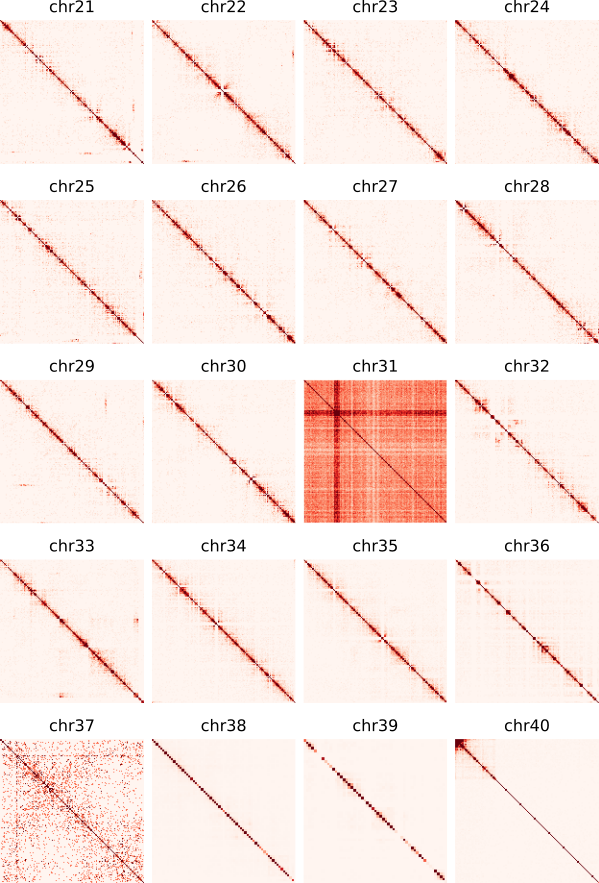 chr21 chr22 chr23 chr24
chr25 chr26 chr27 chr28
chr29 chr30 chr31 chr32
chr33 chr34 chr35 chr36
chr37 chr38 chr39 chr40